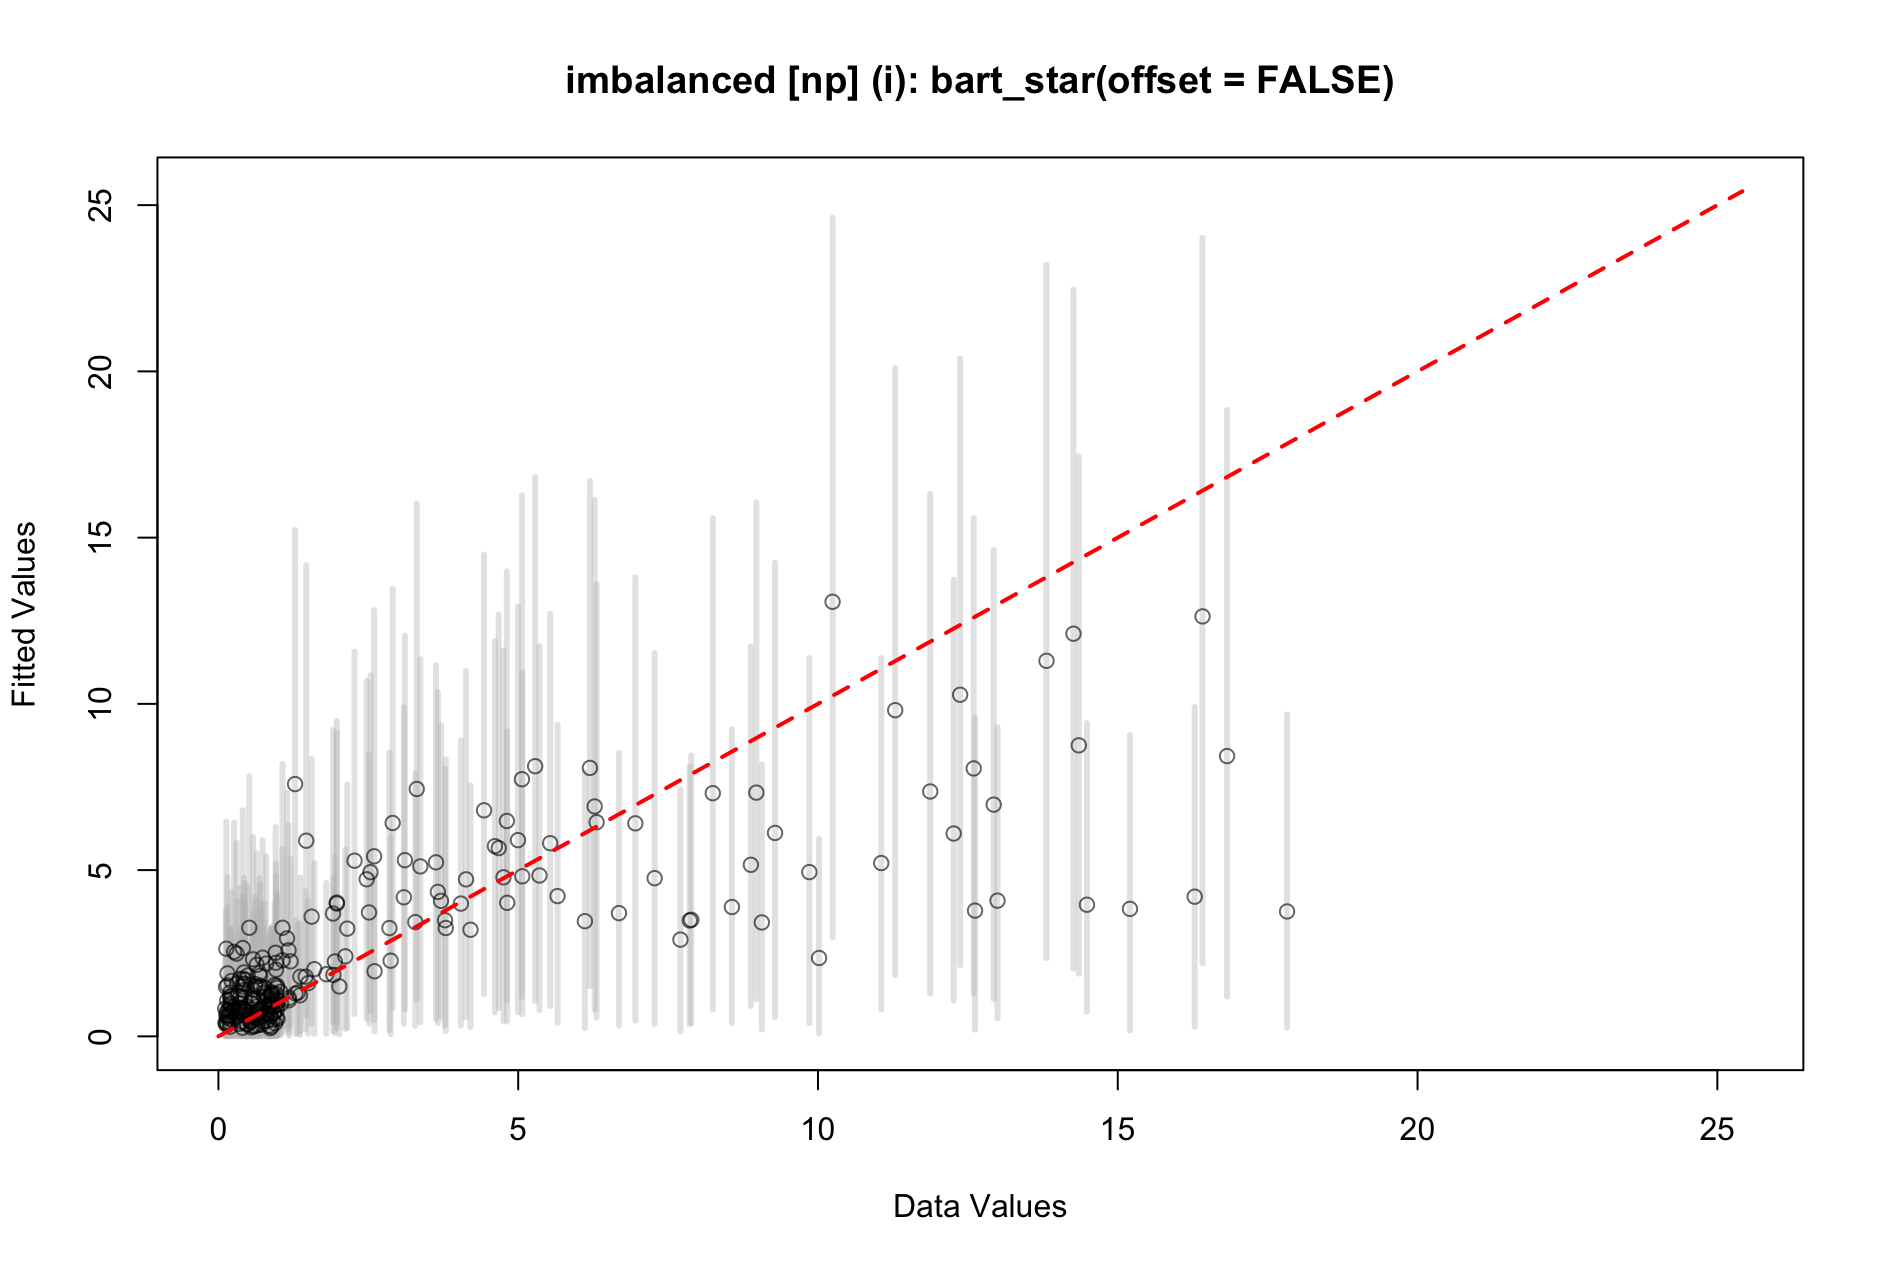 imbalanced [np] (i): bart_star(offset = FALSE)
Fitted Values
25
20
15
10
5
0
0 5 10 15 20 25
Data Values